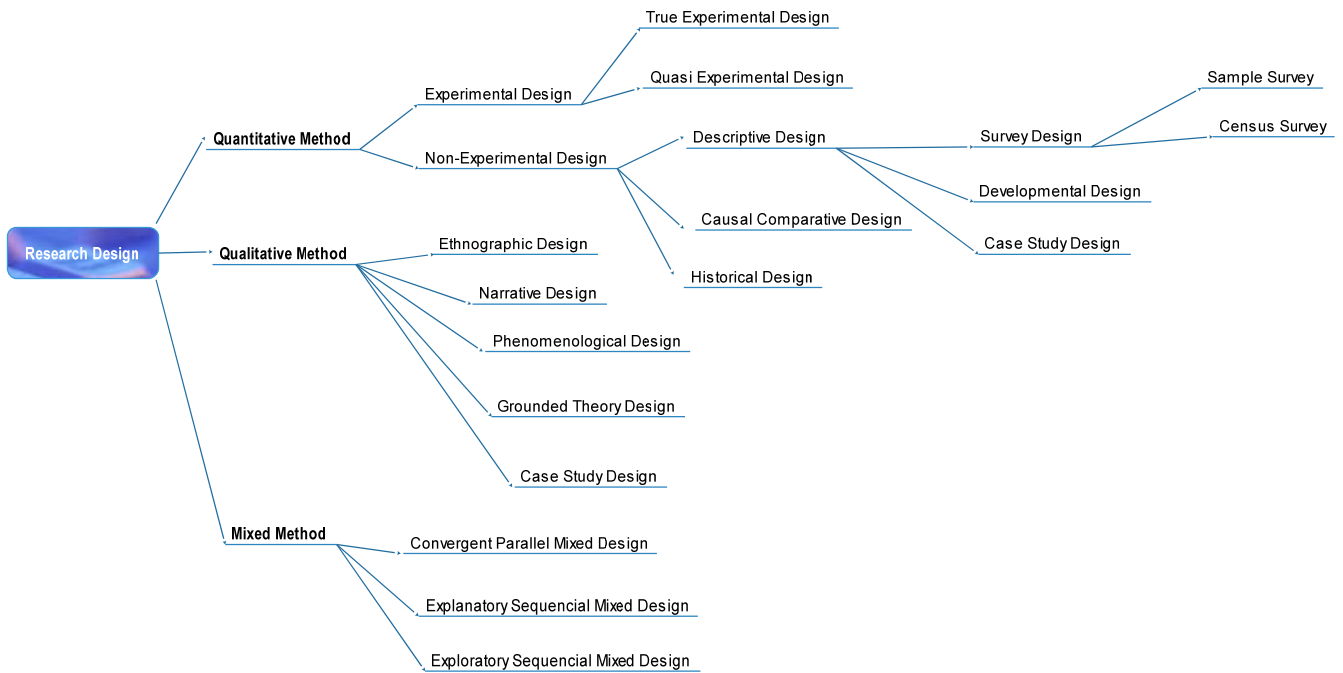 Research Design
Quantitative Method
Experimental Design
True Experimental Design
Quasi Experimental Design
Non-Experimental Design
Descriptive Design
Survey Design
Sample Survey
Census Survey
Developmental Design
Case Study Design
Causal Comparative Design
Historical Design
Qualitative Method
Ethnographic Design
Narrative Design
Phenomenological Design
Grounded Theory Design
Case Study Design
Mixed Method
Convergent Parallel Mixed Design
Explanatory Sequencial Mixed Design
Exploratory Sequencial Mixed Design